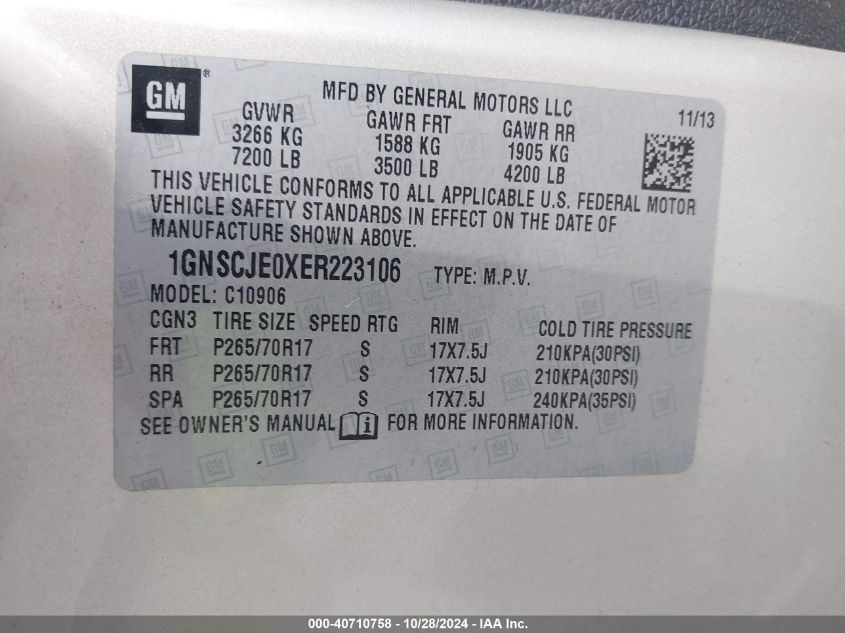 GM®
MFD BY GENERAL MOTORS LLC
11/13
GVWR GAWR FRT GAWR RR
3266 KG 1588 KG 1905 KG
7200 LB 3500 LB 4200 LB
THIS VEHICLE CONFORMS TO ALL APPLICABLE U.S. FEDERAL MOTOR
VEHICLE SAFETY STANDARDS IN EFFECT ON THE DATE OF
MANUFACTURE SHOWN ABOVE.
1GNSCJE0XER223106 TYPE: M.P.V.
MODEL: C10906
CGN3 TIRE SIZE SPEED RTG RIM COLD TIRE PRESSURE
FRT P265/70R17 S 17X7.5J 210KPA(30PSI)
RR P265/70R17 S 17X7.5J 210KPA(30PSI)
SPA P265/70R17 S 17X7.5J 240KPA(35PSI)
SEE OWNER'S MANUAL i FOR MORE INFORMATION.
000-40710758 - 10/28/2024 - IAAI Inc.